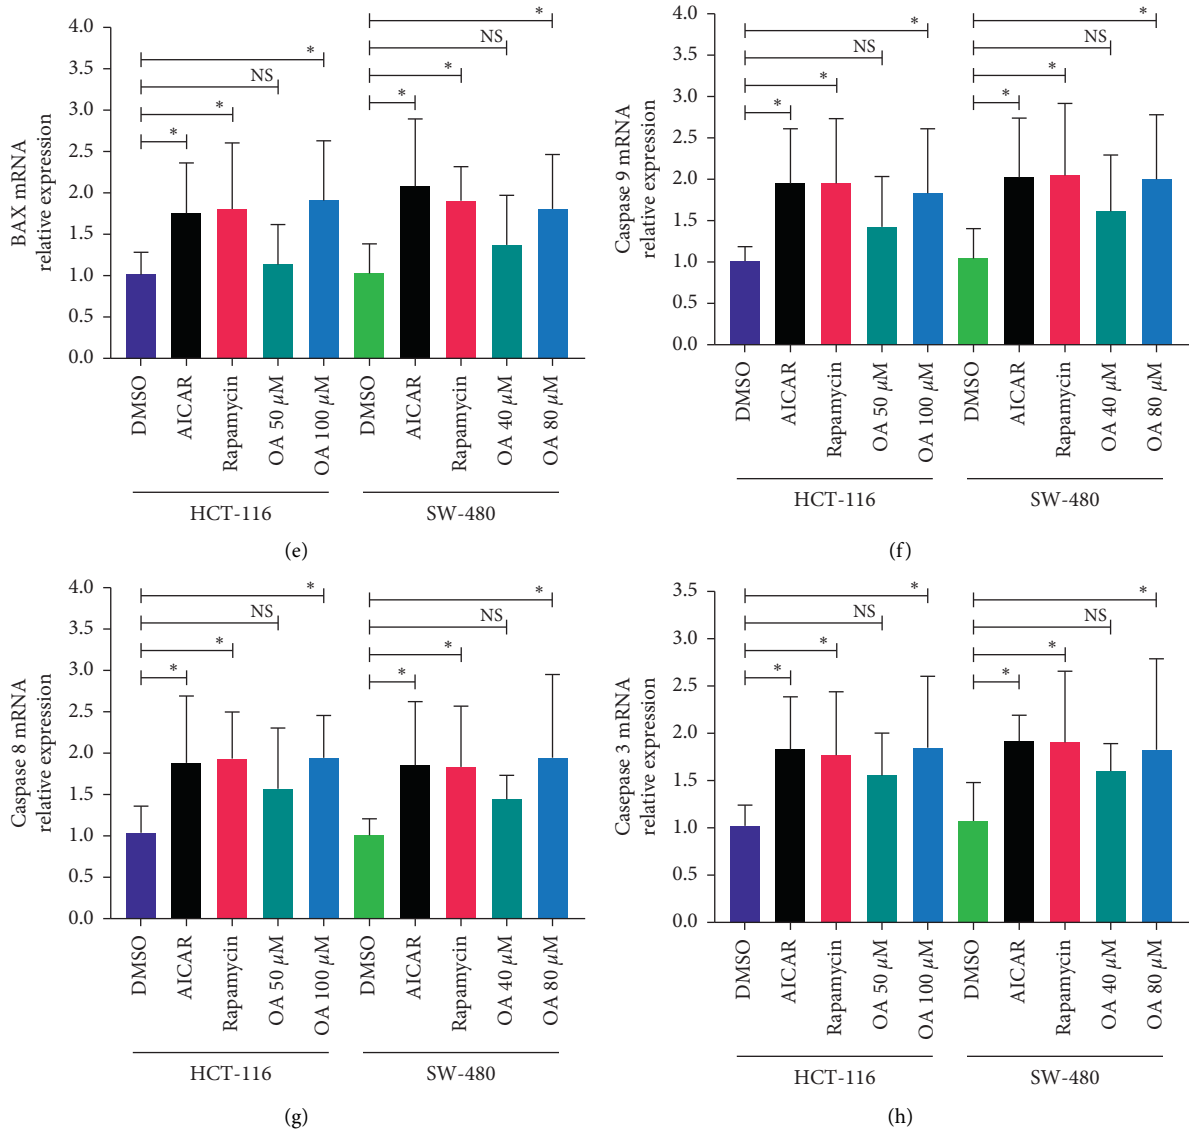 BAX mRNA
relative expression
4.0
3.5
3.0
2.5
2.0
1.5
1.0
0.5
0.0
*
*
NS
*
*
*
NS
*
DMSO
AICAR
Rapamycin
OA 50 µM
OA 100 µM
DMSO
AICAR
Rapamycin
OA 40 µM
OA 80 µM
HCT-116
SW-480
(e)
Caspase 9 mRNA
relative expression
4.0
3.5
3.0
2.5
2.0
1.5
1.0
0.5
0.0
*
*
NS
*
*
*
NS
*
DMSO
AICAR
Rapamycin
OA 50 µM
OA 100 µM
DMSO
AICAR
Rapamycin
OA 40 µM
OA 80 µM
HCT-116
SW-480
(f)
Caspase 8 mRNA
relative expression
4.0
3.5
3.0
2.5
2.0
1.5
1.0
0.5
0.0
*
*
NS
*
*
*
NS
*
DMSO
AICAR
Rapamycin
OA 50 µM
OA 100 µM
DMSO
AICAR
Rapamycin
OA 40 µM
OA 80 µM
HCT-116
SW-480
(g)
Casepase 3 mRNA
relative expression
3.5
3.0
2.5
2.0
1.5
1.0
0.5
0.0
*
*
NS
*
*
*
NS
*
DMSO
AICAR
Rapamycin
OA 50 µM
OA 100 µM
DMSO
AICAR
Rapamycin
OA 40 µM
OA 80 µM
HCT-116
SW-480
(h)